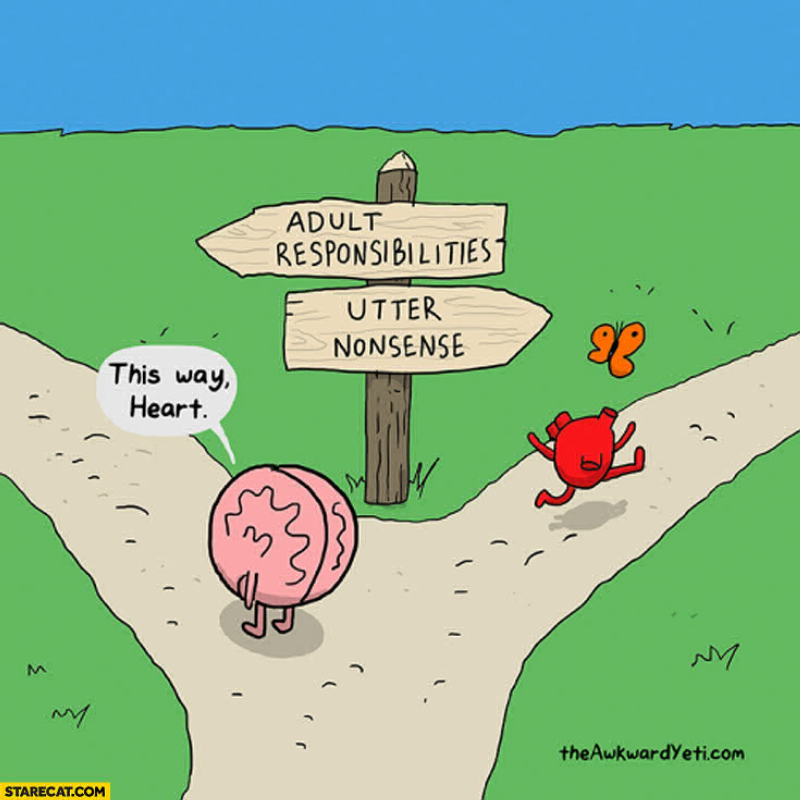 ADULT
RESPONSIBILITIES
UTTER
NONSENSE
This way,
Heart.
theAwkwardYeti.com
STARECAT.COM